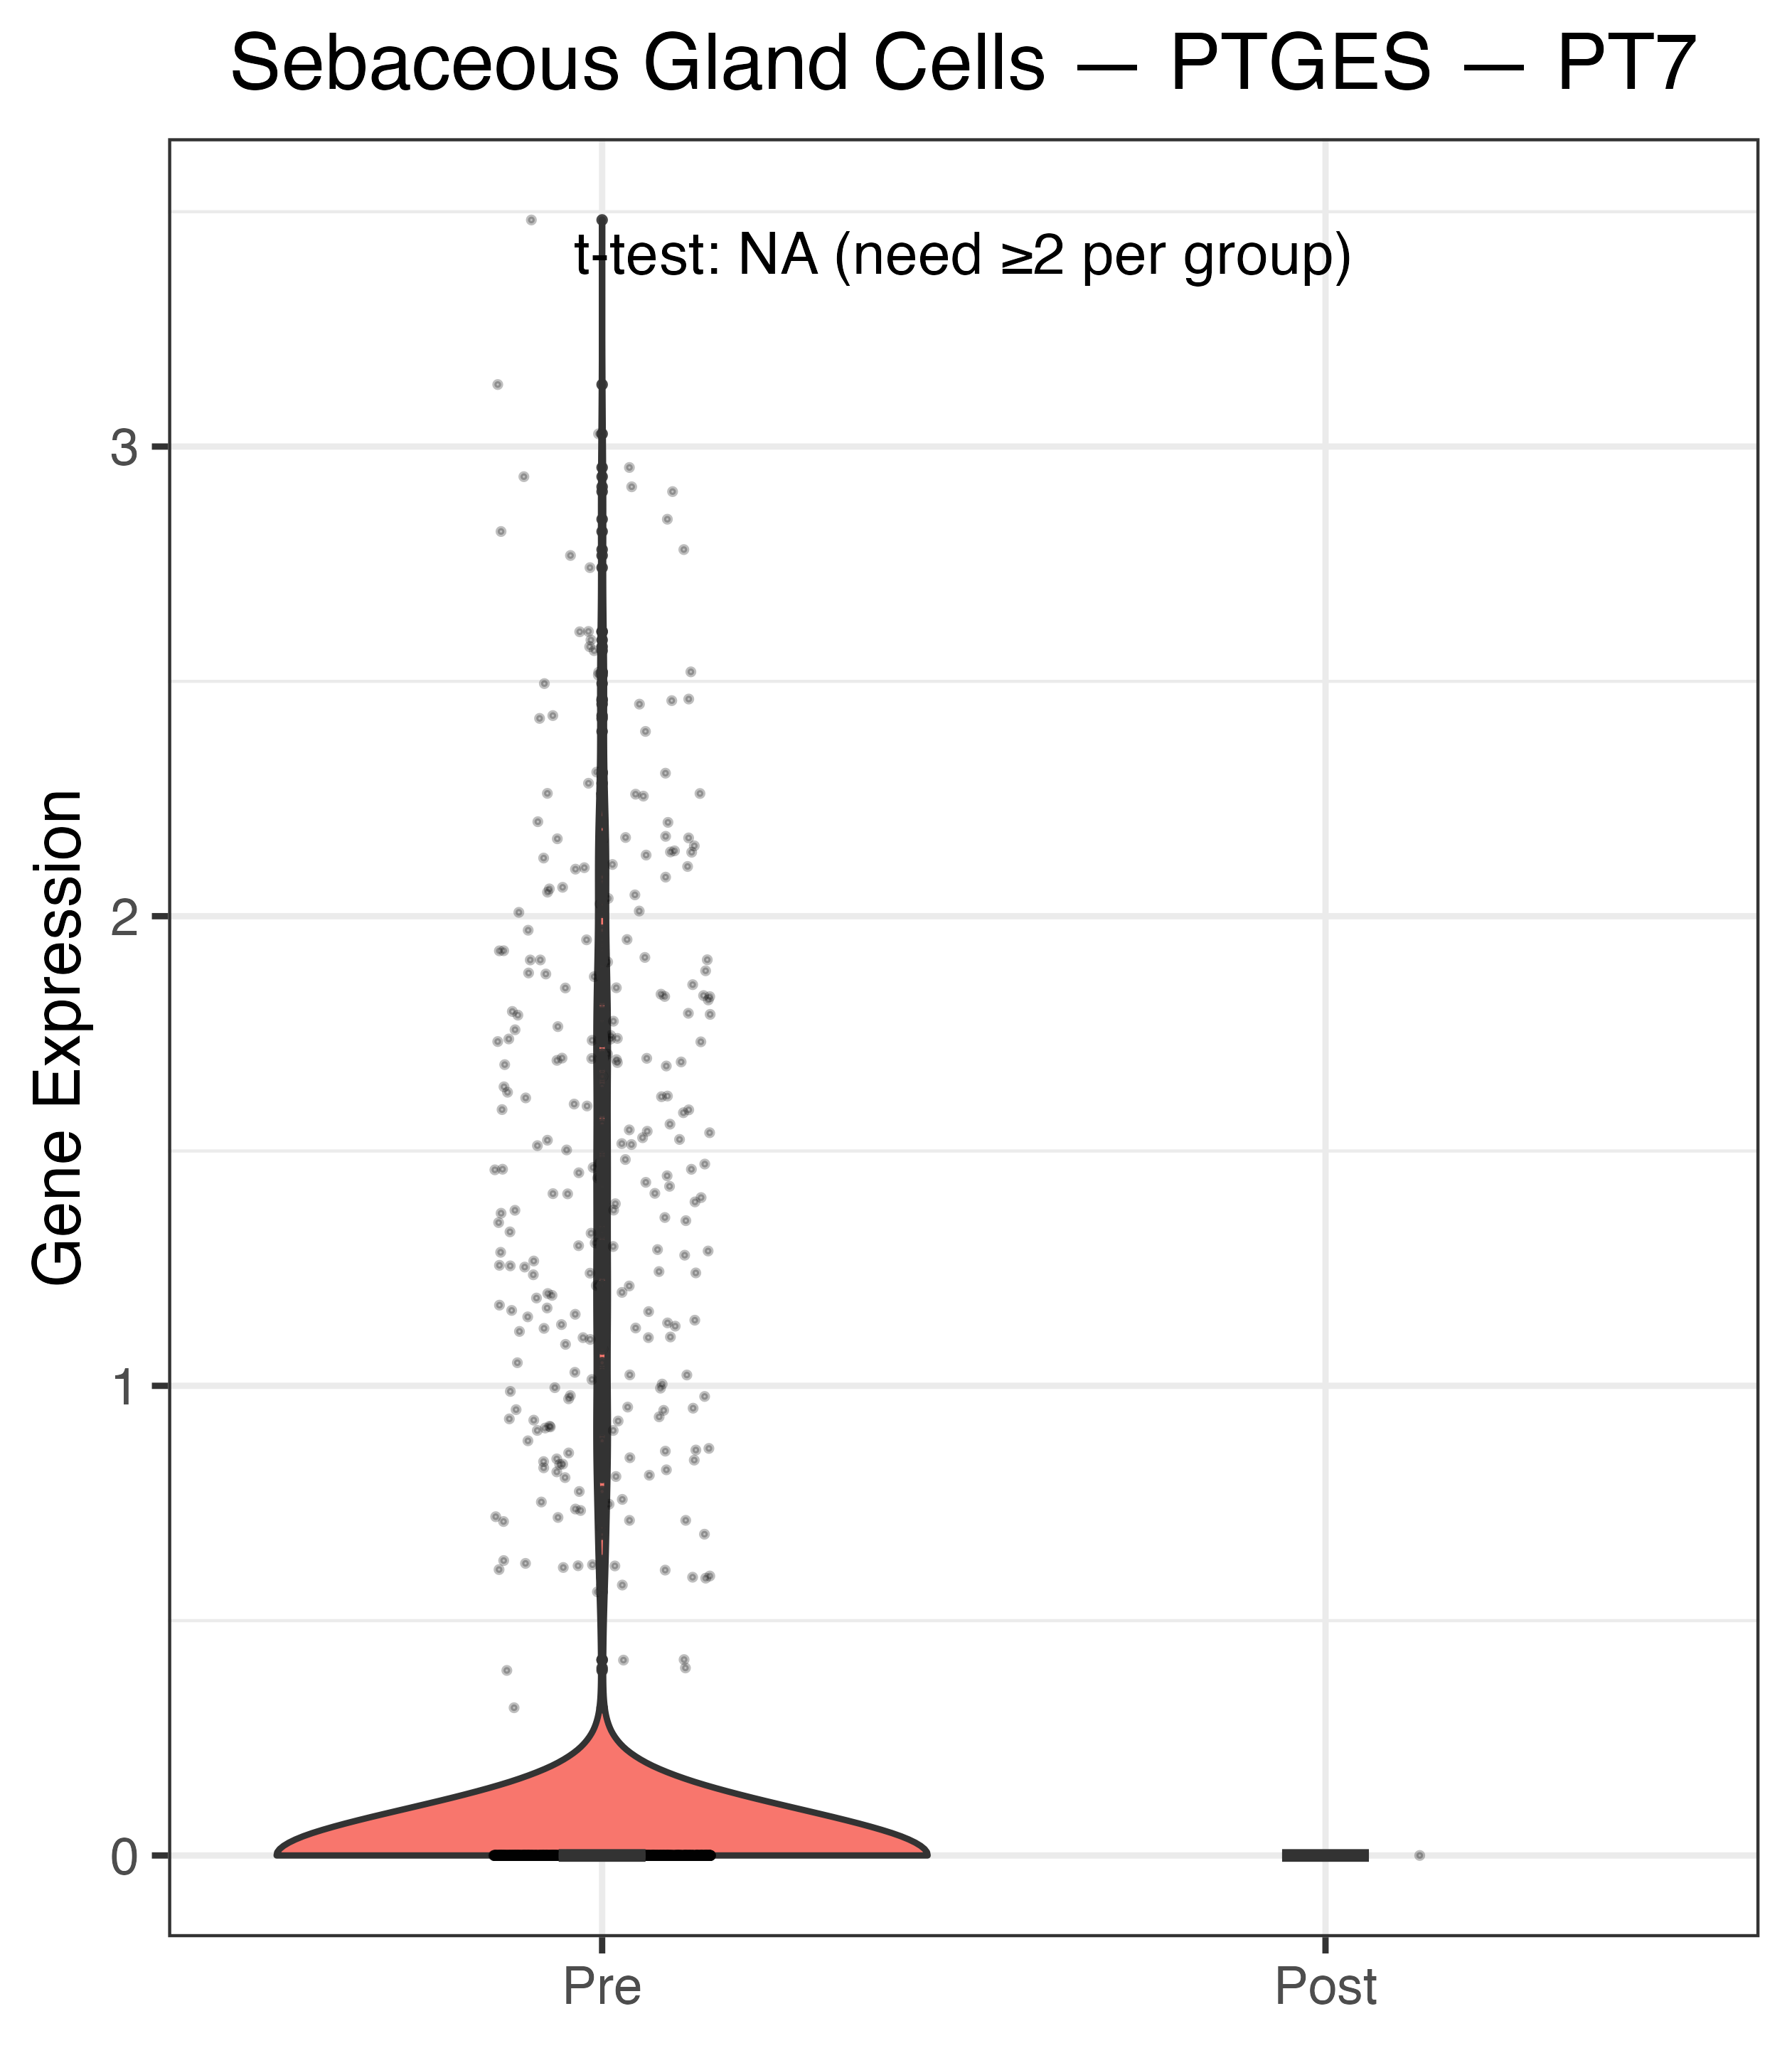 Sebaceous Gland Cells — PTGES — PT7
t-test: NA (need ≥2 per group)
Gene Expression
3
2
1
0
Pre
Post